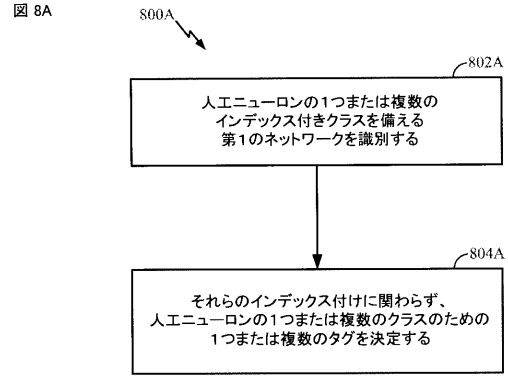 図 8A
800A
802A
人工ニューロンの1つまたは複数の
インデックス付きクラスを備える
第1のネットワークを識別する
804A
それらのインデックス付けに関わらず、
人工ニューロンの1つまたは複数のクラスのための
1つまたは複数のタグを決定する